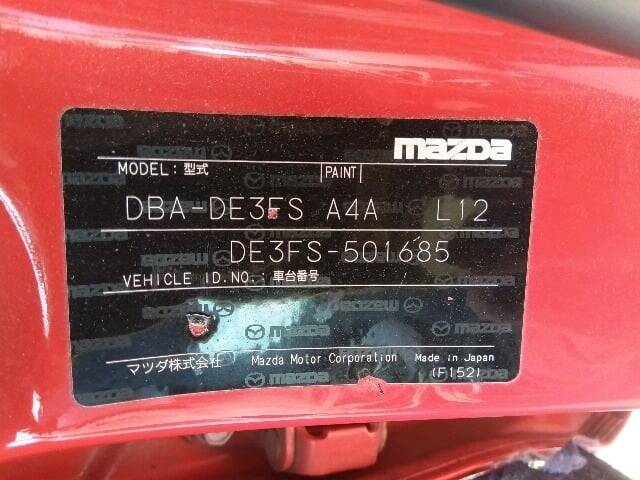 mazda
MODEL:型式 PAINT
DBA-DE3FS A4A L12
DE3FS-501685
VEHICLE ID.NO.:車台番号
mazda
マツダ株式会社 Mazda Motor Corporation Made in Japan
(F152)